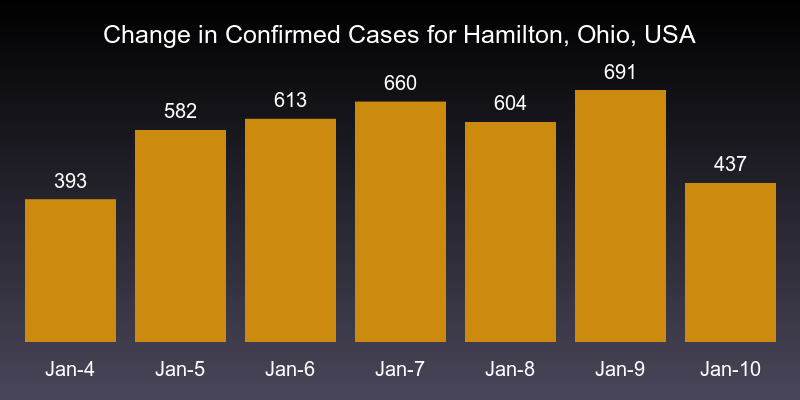 Change in Confirmed Cases for Hamilton, Ohio, USA
393
582
613
660
604
691
437
Jan-4
Jan-5
Jan-6
Jan-7
Jan-8
Jan-9
Jan-10